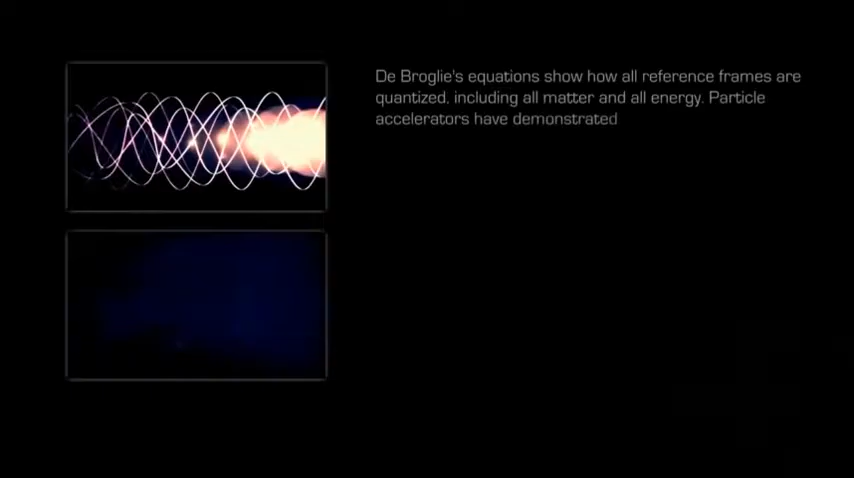 De Broglie's equations show how all reference frames are
quantized, including all matter and all energy. Particle
accelerators have demonstrated